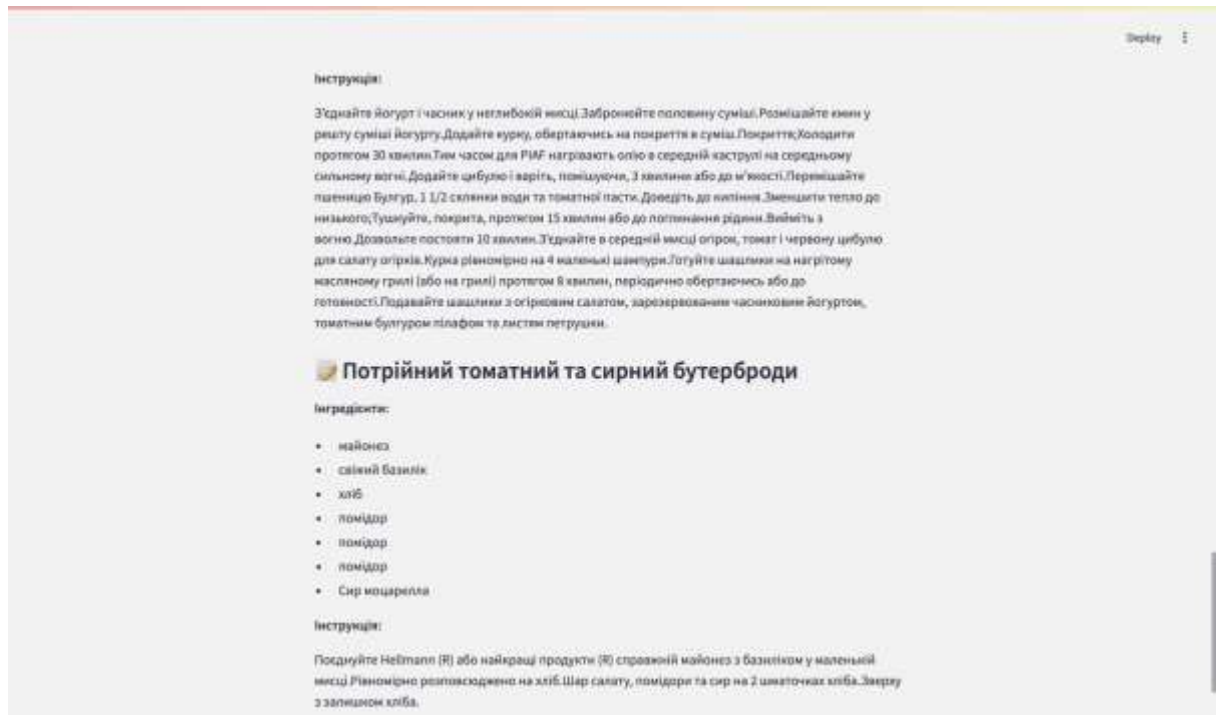 Deploy
Інструкція:
З'єднайте йогурт і часник у неглибокій мисці.Забронюйте половину суміші.Розмішайте кмин у
решту суміші йогурту.Додайте курку, обертаючись на покриття в суміш.Покриття;Холодити
протягом 30 хвилин.Тим часом для PIAF нагрівають олію в середній каструлі на середньому
сильному вогні.Додайте цибулю і варіть, помішуючи, 3 хвилини або до м'якості.Перемішайте
пшеницю Булгур, 1 1/2 склянки води та томатної пасти.Доведіть до кипіння.Зменшити тепло до
низького;Тушкуйте, покрита, протягом 15 хвилин або до поглинання рідини.Вийміть з
вогню.Дозвольте постояти 10 хвилин.З'єднайте в середній мисці огірок, томат і червону цибулю
для салату огірків.Курка рівномірно на 4 маленькі шампури.Готуйте шашлики на нагрітому
масляному грилі (або на грилі) протягом 8 хвилин, періодично обертаючись або до
готовності.Подавайте шашлики з огірковим салатом, зарезервованим часниковим йогуртом,
томатним булгуром пілафом та листям петрушки.
Потрійний томатний та сирний бутерброди
Інгредієнти:
майонез
свіжий базилік
хліб
помідор
помідор
помідор
Сир моцарелла
Інструкція:
Поєднуйте Hellmann (R) або найкращі продукти (R) справжній майонез з базиліком у маленькій
мисці.Рівномірно розповсюджено на хліб.Шар салату, помідори та сир на 2 шматочках хліба.Зверху
з залишком хліба.